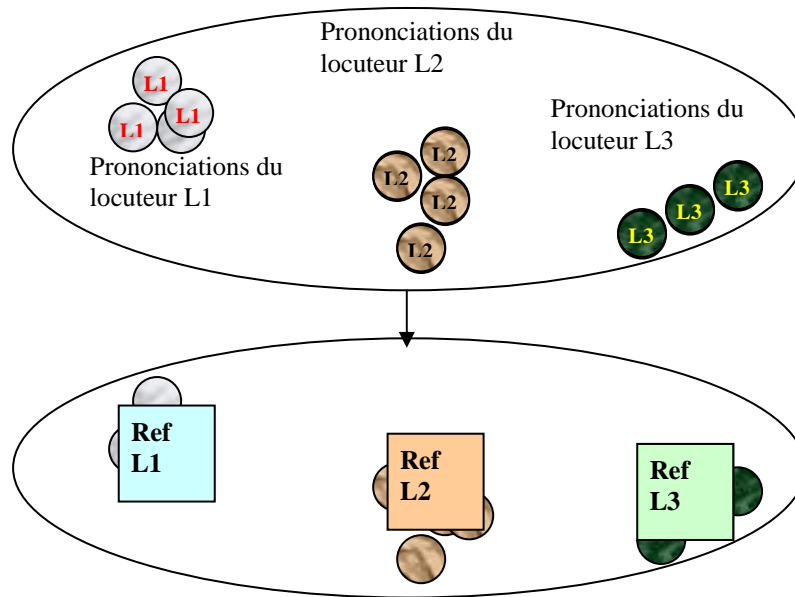 Prononciations du
locuteur L2
L1
L1
L1
Prononciations du
locuteur L1
Prononciations du
locuteur L3
L2
L2
L2
L2
L3
L3
L3
Ref
L1
Ref
L2
Ref
L3